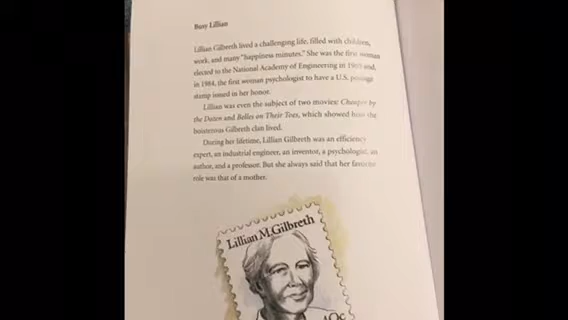 Busy Lillian
Lillian Gilbreth lived a challenging life, filled with children,
work, and many “happiness minutes.” She was the first woman
elected to the National Academy of Engineering in 1965 and,
in 1984, the first woman psychologist to have a U.S. postage
stamp issued in her honor.
Lillian was even the subject of two movies: Cheaper by
the Dozen and Belles on Their Toes, which showed how the
boisterous Gilbreth clan lived.
During her lifetime, Lillian Gilbreth was an efficiency
expert, an industrial engineer, an inventor, a psychologist, an
author, and a professor. But she always said that her favorite
role was that of a mother.
Lillian M. Gilbreth
40c